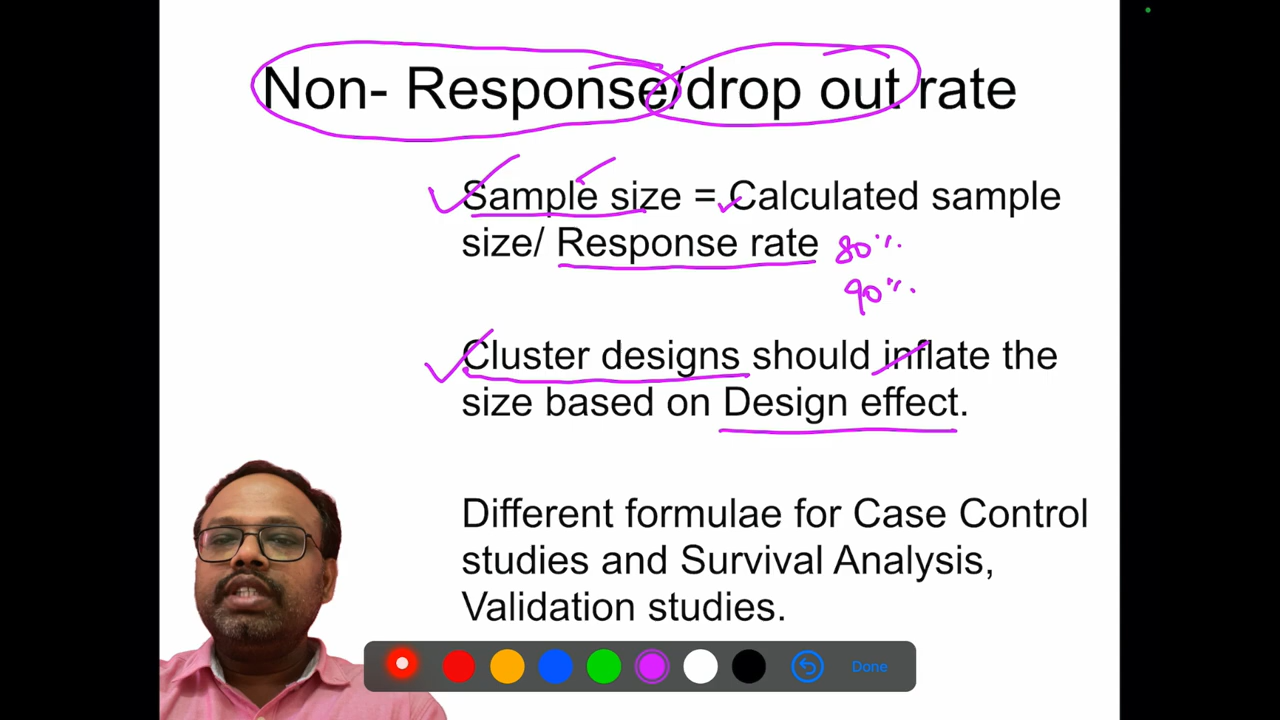 Non- Response/drop out rate
Sample size = Calculated sample
size/ Response rate 80%.
90%.
Cluster designs should inflate the
size based on Design effect.
Different formulae for Case Control
studies and Survival Analysis,
Validation studies.
Done